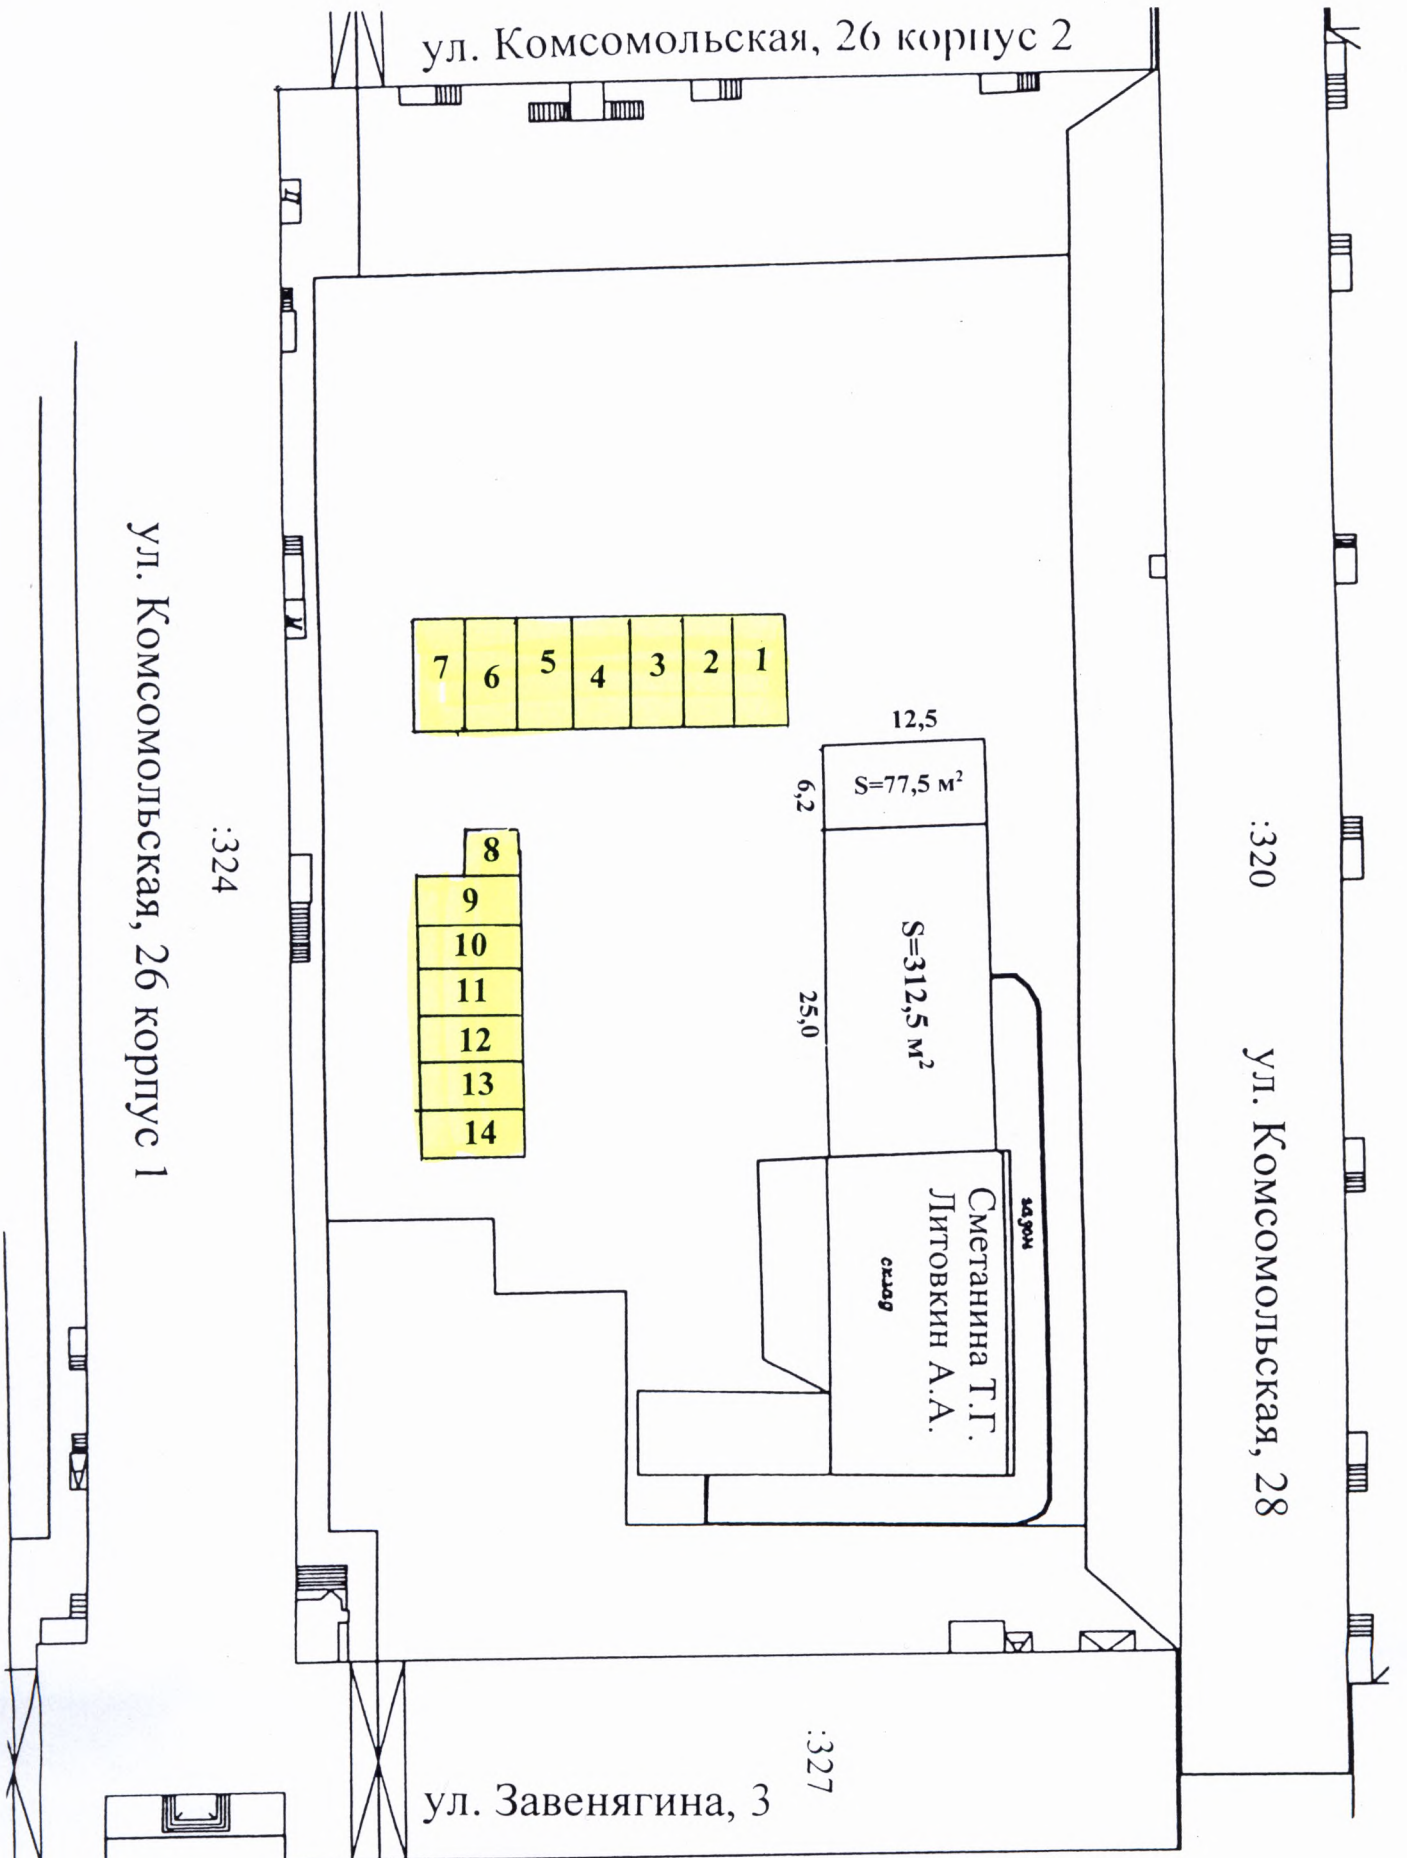 ул. Комсомольская, 26 корпус 2
7 6 5 4 3 2 1
12,5
S=77,5 м²
6,2
8
9
10
11
12
13
14
S=312,5 м²
25,0
:324
ул. Комсомольская, 26 корпус 1
:320
ул. Комсомольская, 28
Сметанина Т.Г.
Литовкин А.А.
склад
:327
ул. Завенягина, 3